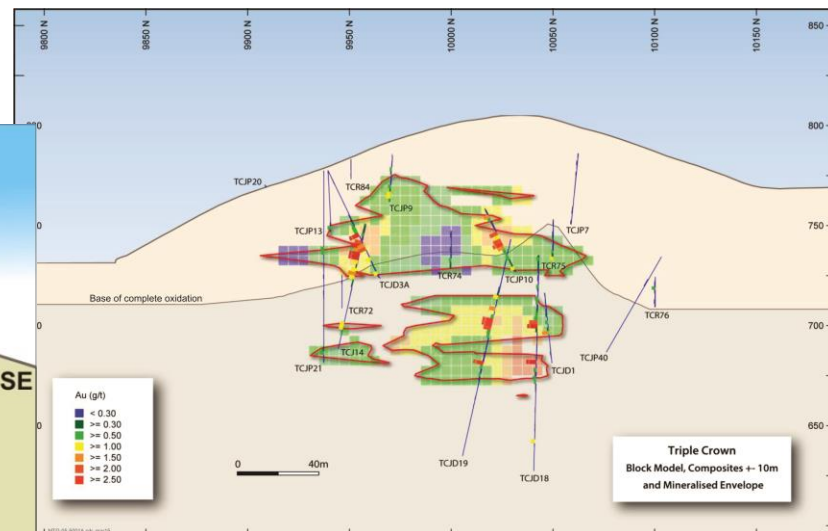 9800 N
9850 N
9900 N
9950 N
10000 N
10050 N
10100 N
10150 N
850
850
800
800
TCJP20
TCR84
TCJP9
TCJP7
TCJP13
TCJD3A
TCR74
TCJP10
TCR75
Base of complete oxidation
TCR72
TCR76
700
TCJ14
TCJP21
TCJD1
TCJP40
SE
Au (g/t)
< 0.30
>= 0.30
>= 0.50
>= 1.00
>= 1.50
>= 2.00
>= 2.50
650
0 40m
TCJD19
TCJD18
Triple Crown
Block Model, Composites +- 10m
and Mineralised Envelope